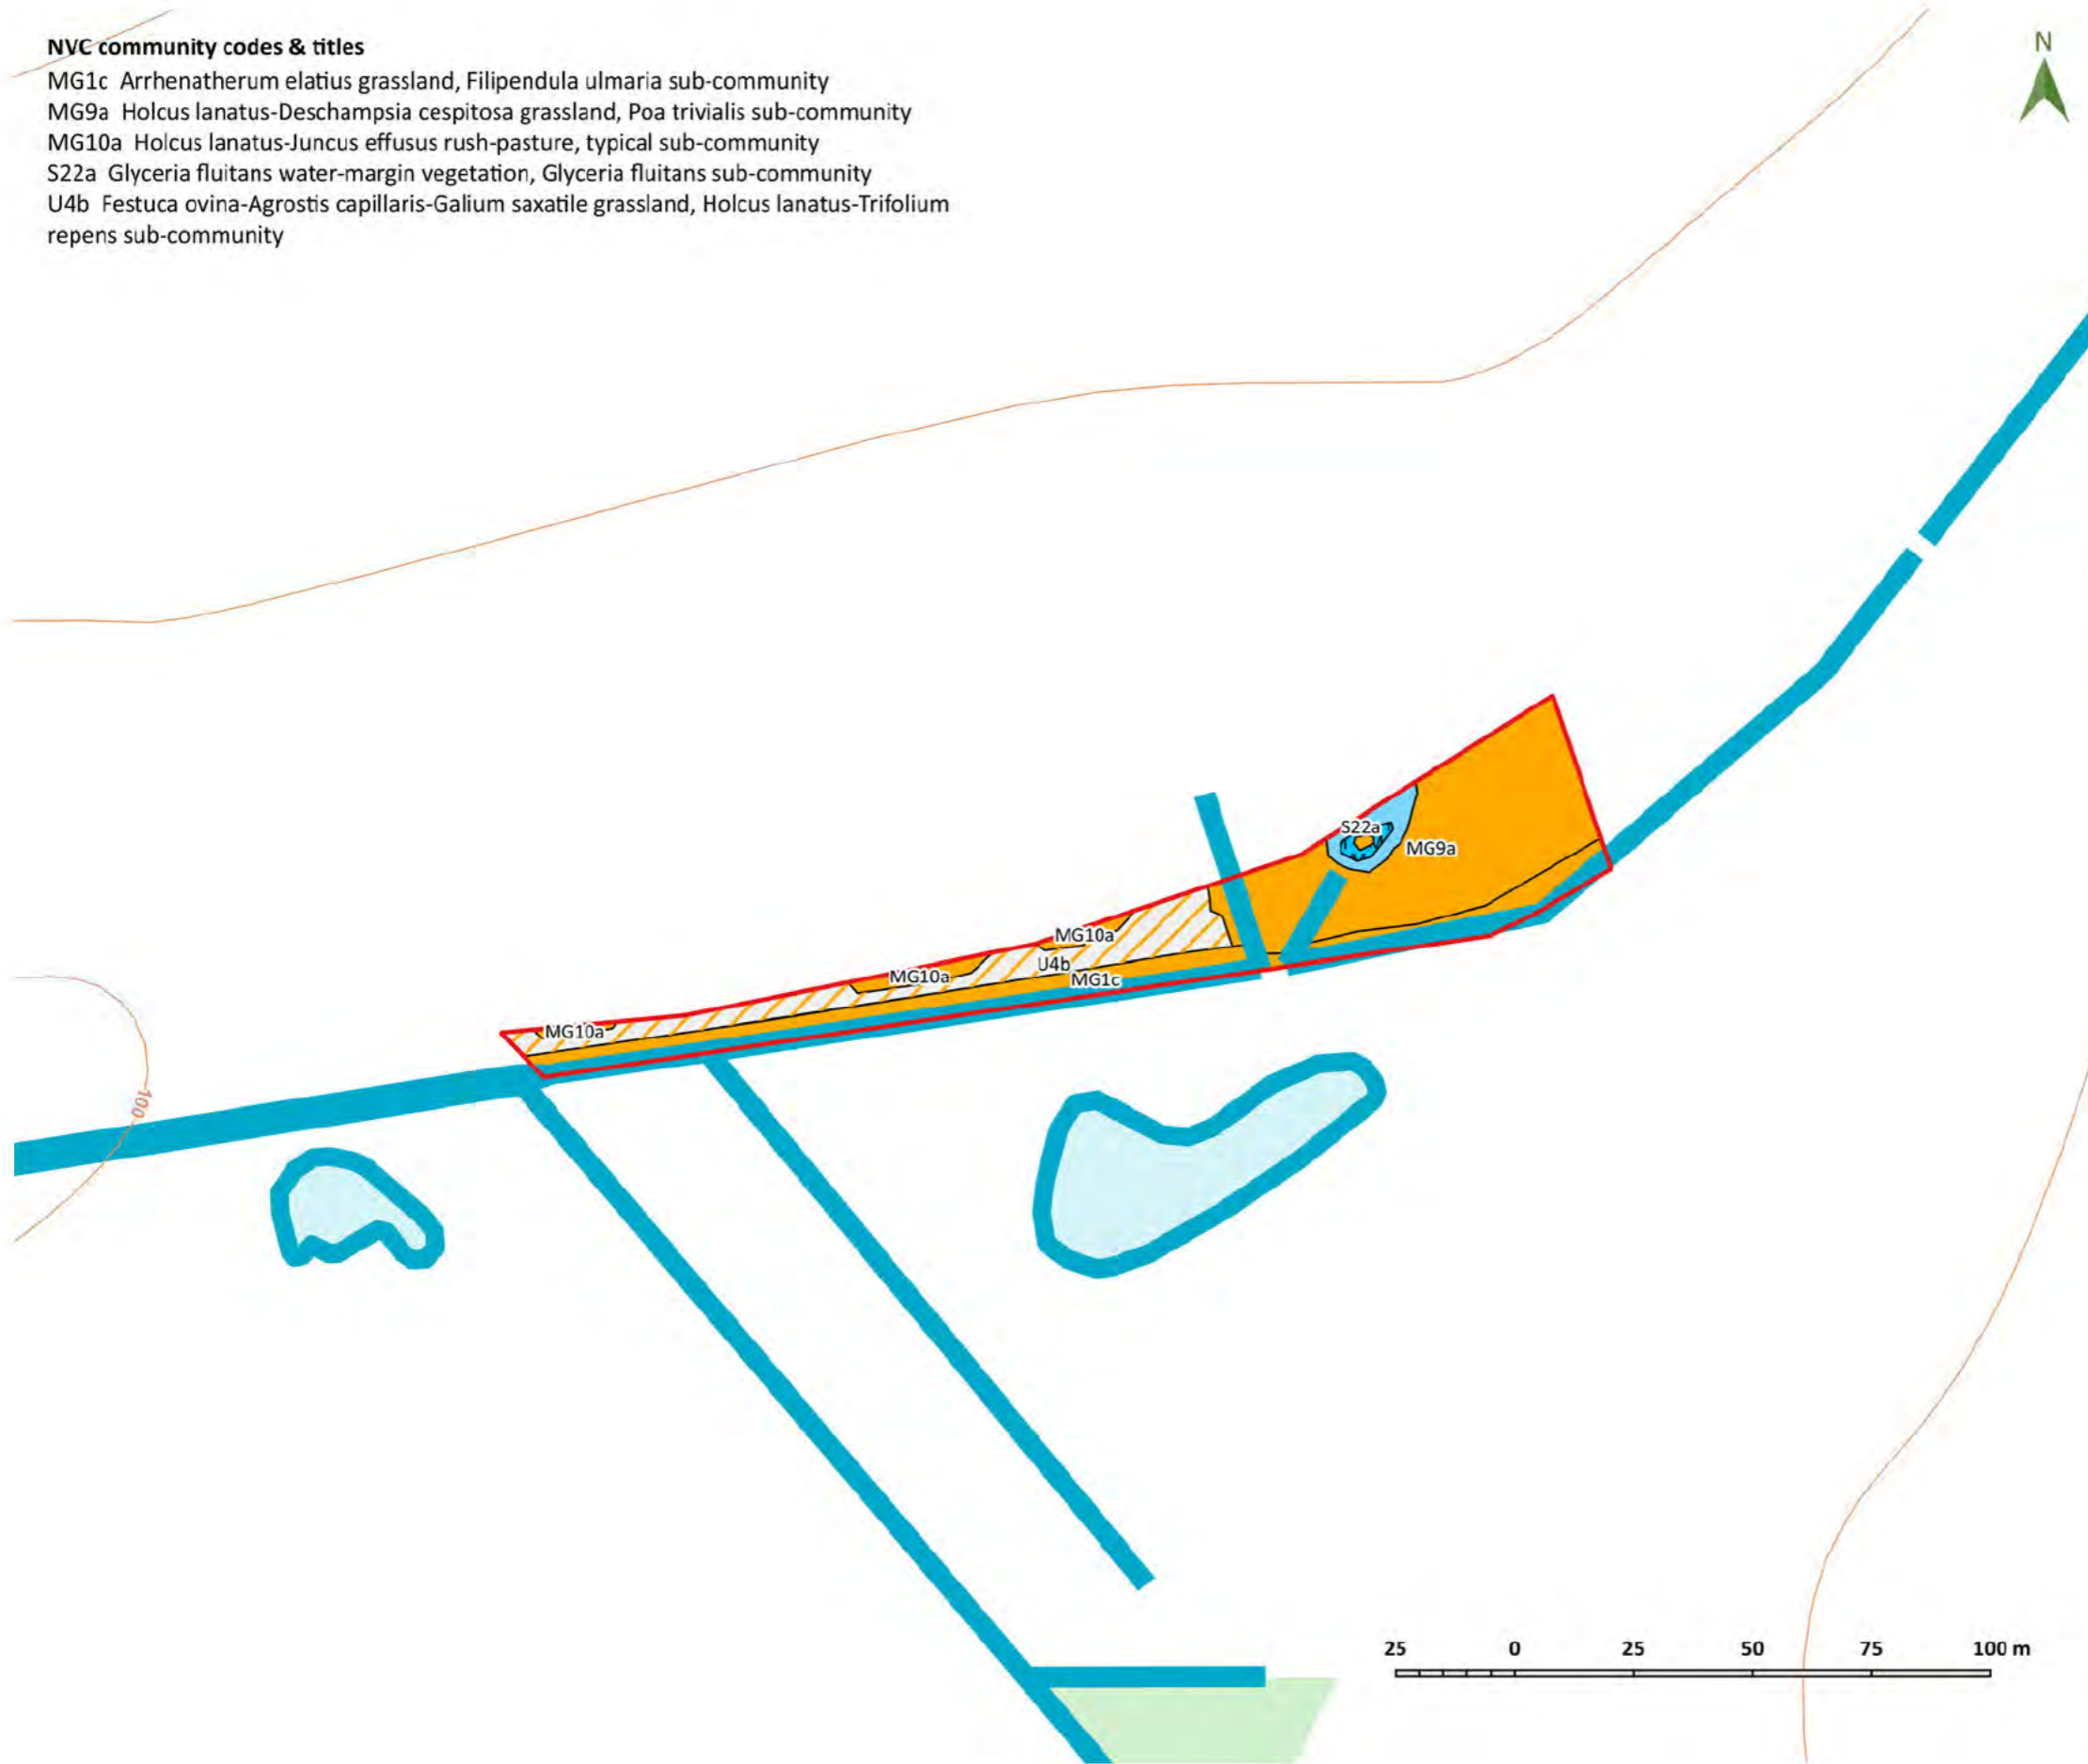 NVC community codes & titles
MG1c Arrhenatherum elatius grassland, Filipendula ulmaria sub-community
MG9a Holcus lanatus-Deschampsia cespitosa grassland, Poa trivialis sub-community
MG10a Holcus lanatus-Juncus effusus rush-pasture, typical sub-community
S22a Glyceria fluitans water-margin vegetation, Glyceria fluitans sub-community
U4b Festuca ovina-Agrostis capillaris-Galium saxatile grassland, Holcus lanatus-Trifolium
repens sub-community
N
S22a
MG9a
MG10a
U4b
MG10a
MG1c
MG10a
100
25 0 25 50 75 100 m